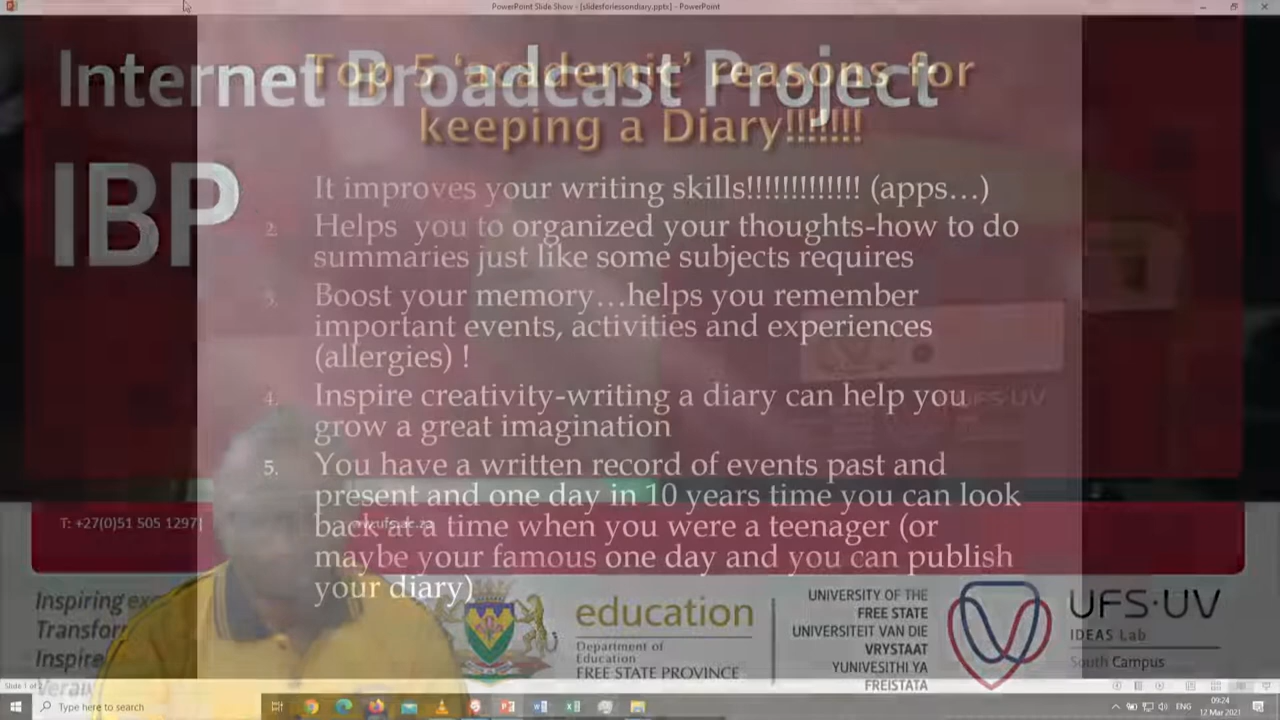 PowerPoint Slide Show - [slidesforlessondiary.pptx] - PowerPoint
Internet Broadcast Project
IBP
Top 5 'academic' reasons for
keeping a Diary!!!!!!!
It improves your writing skills!!!!!!!!!!!!! (apps…)
2. Helps you to organized your thoughts-how to do
summaries just like some subjects requires
3. Boost your memory…helps you remember
important events, activities and experiences
(allergies) !
4. Inspire creativity-writing a diary can help you
grow a great imagination
5. You have a written record of events past and
present and one day in 10 years time you can look
back at a time when you were a teenager (or
maybe your famous one day and you can publish
your diary)
UFS·UV
T: +27(0)51 505 1297|
Inspiring
Transfor
Inspire
education
Department of
Education
FREE STATE PROVINCE
UNIVERSITY OF THE
FREE STATE
UNIVERSITEIT VAN DIE
VRYSTAAT
YUNIVESITHI YA
FREISTATA
UFS·UV
IDEAS Lab
South Campus
Slide 1 of
Type here to search
ENG
09:24
12 Mar 2021